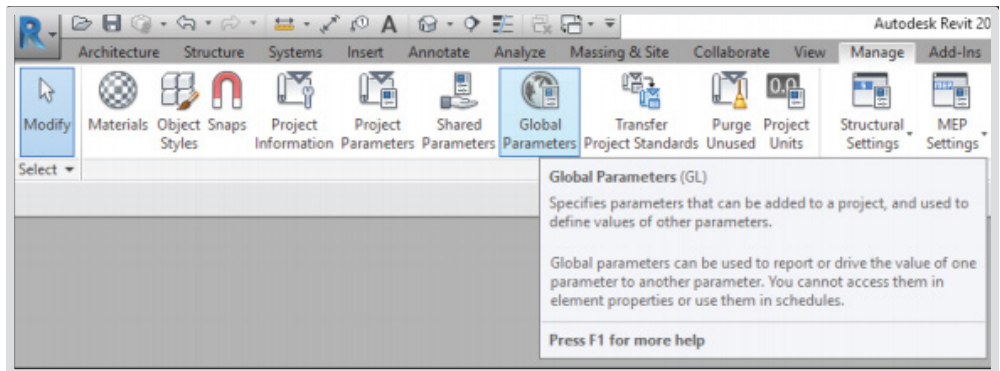 R A Autodesk Revit 20
Architecture Structure Systems Insert Annotate Analyze Massing & Site Collaborate View Manage Add-Ins
0.0
Modify Materials Object Snaps Project Project Shared Global Transfer Purge Project Structural MEP
Styles Information Parameters Parameters Parameters Project Standards Unused Units Settings Settings
Select
Global Parameters (GL)
Specifies parameters that can be added to a project, and used to
define values of other parameters.
Global parameters can be used to report or drive the value of one
parameter to another parameter. You cannot access them in
element properties or use them in schedules.
Press F1 for more help